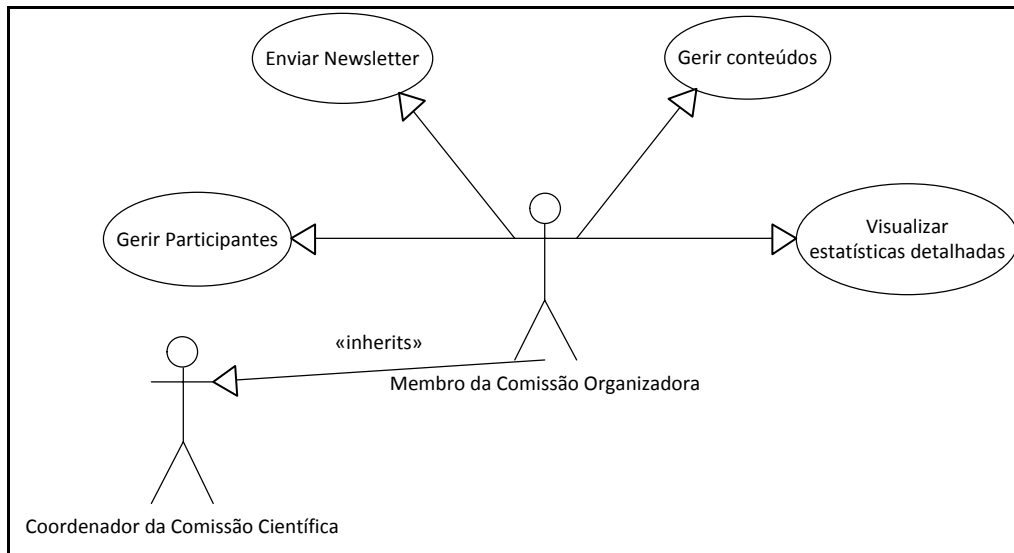 Enviar Newsletter
Gerir conteúdos
Gerir Participantes
Visualizar
estatísticas detalhadas
«inherits»
Membro da Comissão Organizadora
Coordenador da Comissão Científica